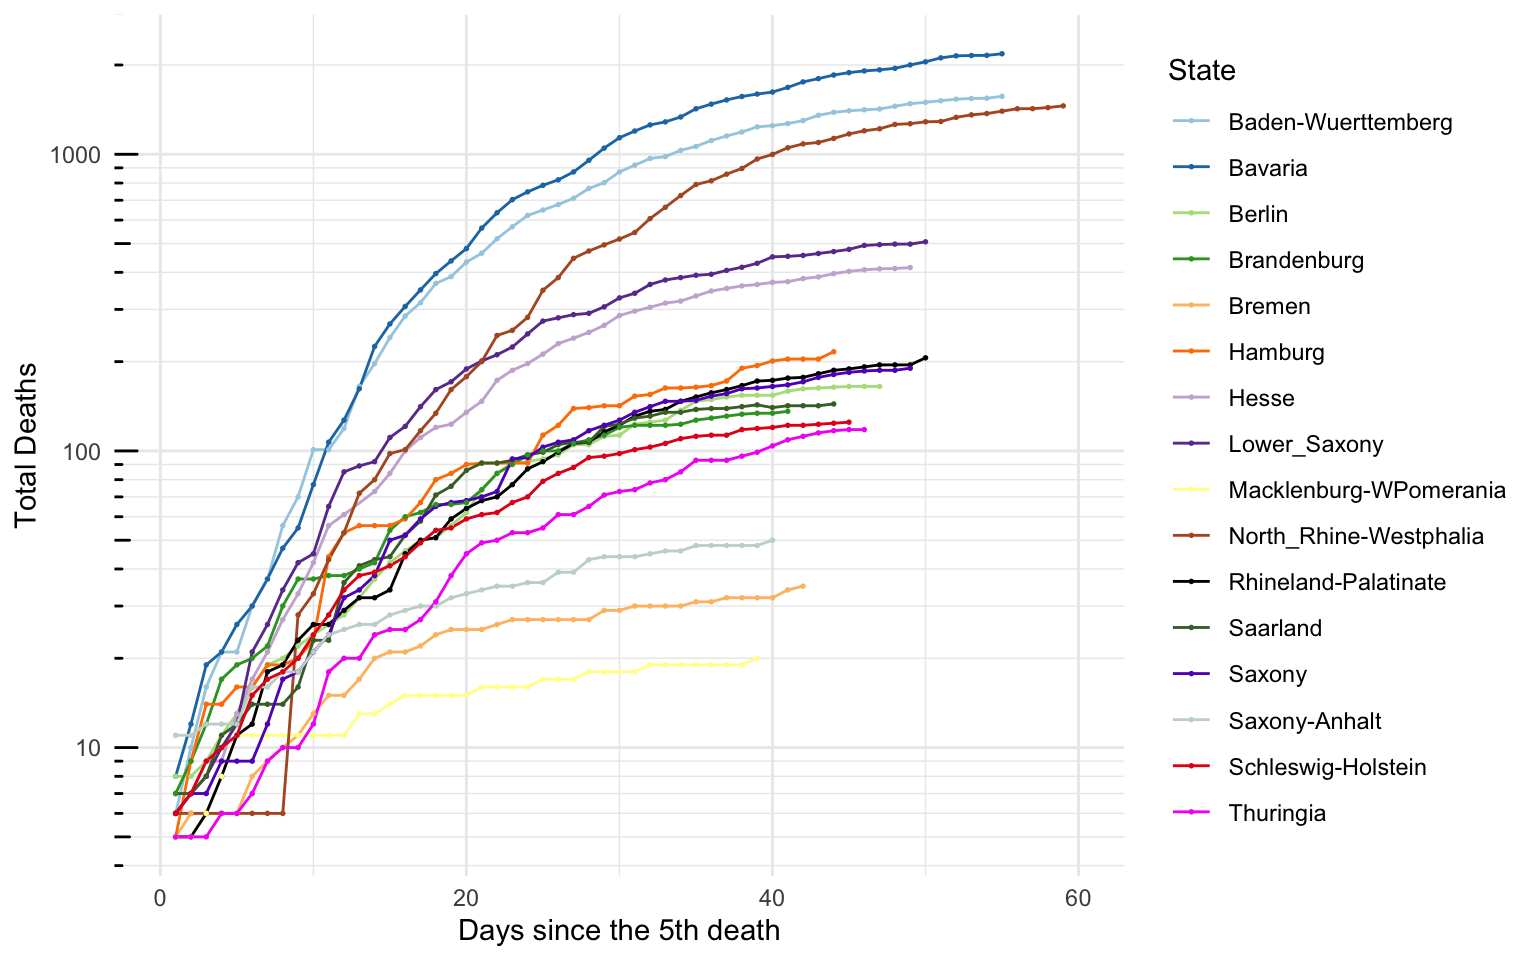 Total Deaths
1000
100
10
0
20
40
60
Days since the 5th death
State
Baden-Wuerttemberg
Bavaria
Berlin
Brandenburg
Bremen
Hamburg
Hesse
Lower_Saxony
Macklenburg-WPomerania
North_Rhine-Westphalia
Rhineland-Palatinate
Saarland
Saxony
Saxony-Anhalt
Schleswig-Holstein
Thuringia